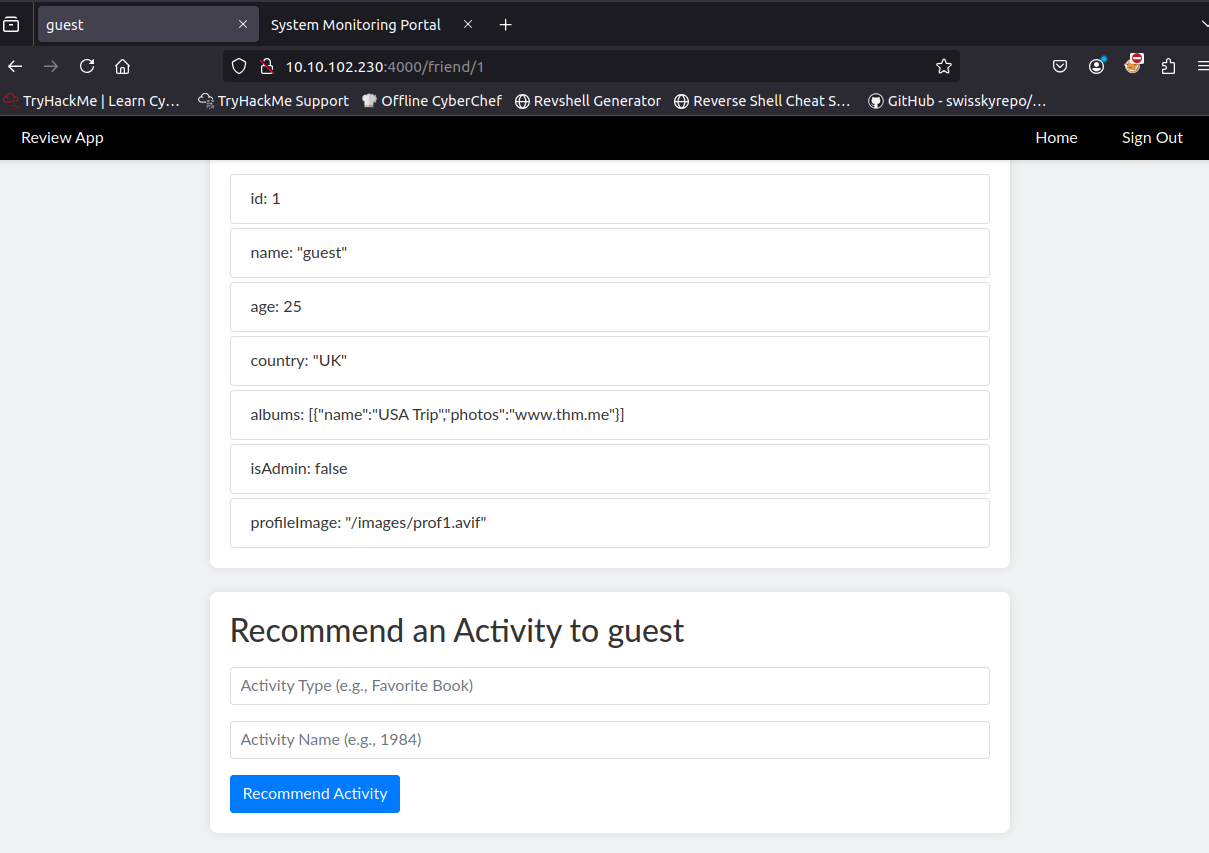 guest
System Monitoring Portal
10.10.102.230:4000/friend/1
TryHackMe | Learn Cy…
TryHackMe Support
Offline CyberChef
Revshell Generator
Reverse Shell Cheat S…
GitHub - swisskyrepo/…
Review App
Home
Sign Out
id: 1
name: "guest"
age: 25
country: "UK"
albums: [{"name":"USA Trip","photos":"www.thm.me"}]
isAdmin: false
profileImage: "/images/prof1.avif"
Recommend an Activity to guest
Activity Type (e.g., Favorite Book)
Activity Name (e.g., 1984)
Recommend Activity